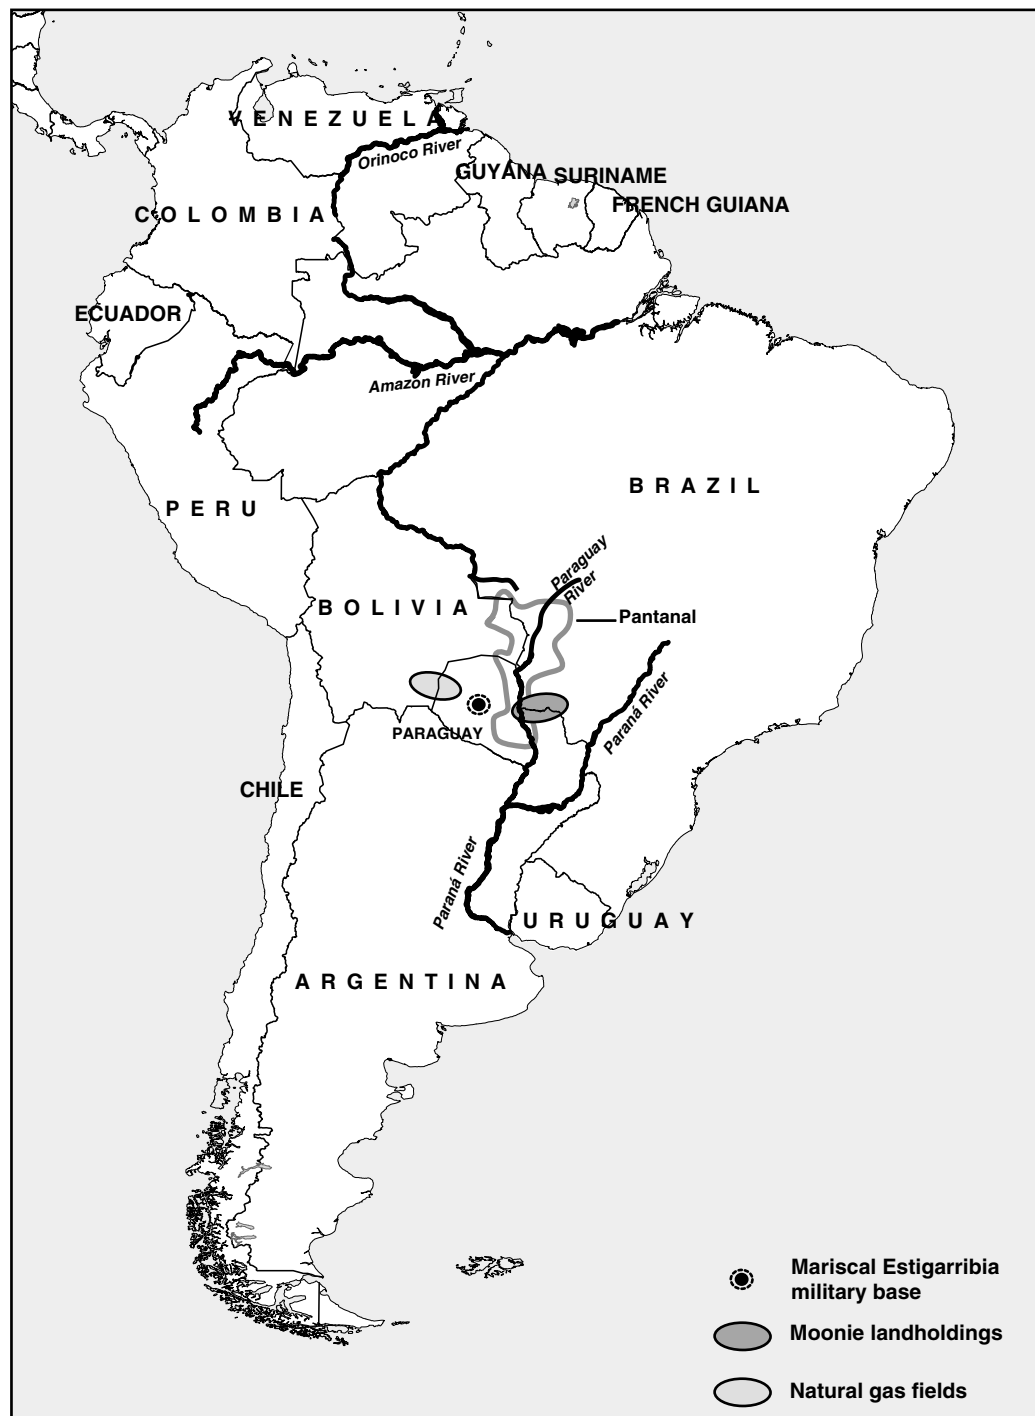 VENEZUELA
Orinoco River
GUYANA
SURINAME
FRENCH GUIANA
COLOMBIA
ECUADOR
Amazon River
BRAZIL
PERU
Paraguay
River
BOLIVIA
Pantanal
Paraná River
PARAGUAY
CHILE
Paraná River
URUGUAY
ARGENTINA
Mariscal Estigarribia
military base
Moonie landholdings
Natural gas fields